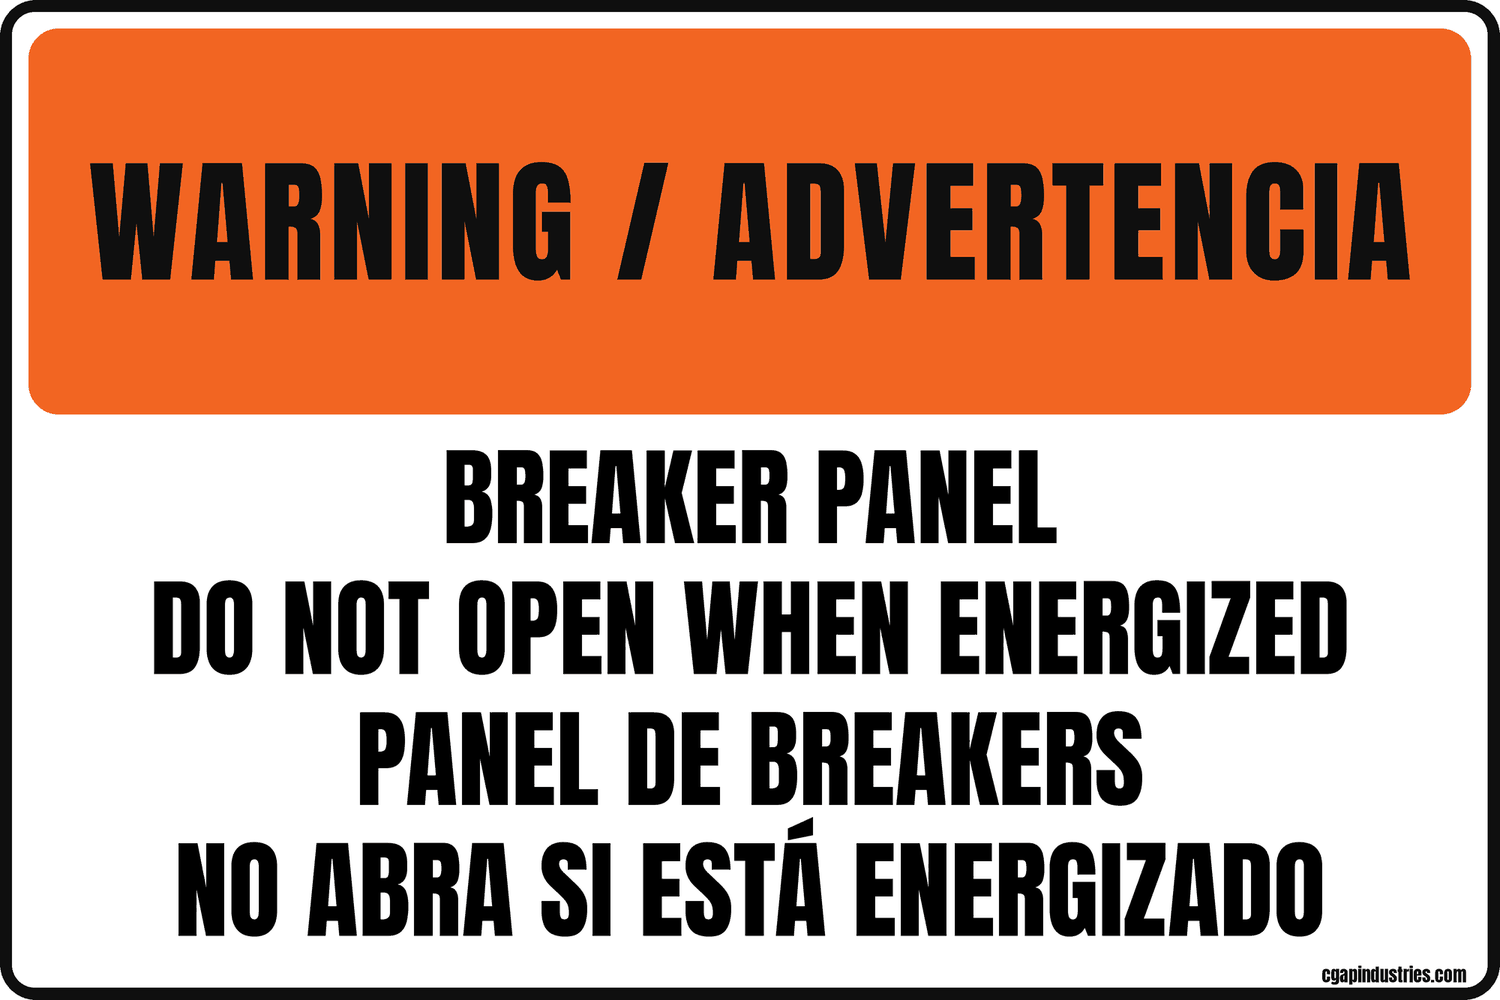 WARNING / ADVERTENCIA
BREAKER PANEL
DO NOT OPEN WHEN ENERGIZED
PANEL DE BREAKERS
NO ABRA SI ESTÁ ENERGIZADO
cgapindustries.com